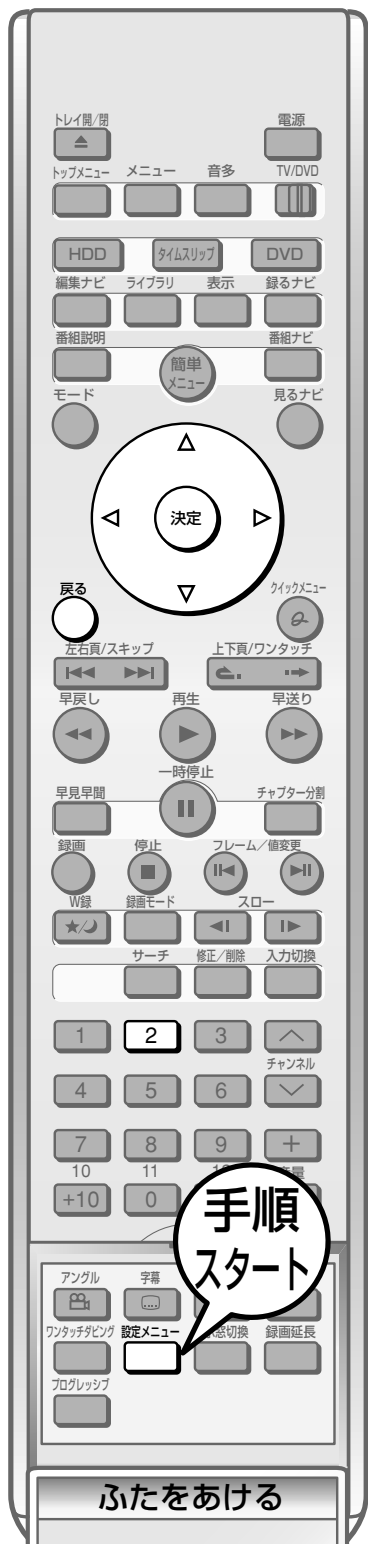 トレイ開/閉 電源
トップメニュー メニュー 音多 TV/DVD
HDD タイムスリップ DVD
編集ナビ ライブラリ 表示 録るナビ
番組説明 番組ナビ
簡単
メニュー
モード 見るナビ
決定
戻る クイックメニュー
左右頁/スキップ 上下頁/ワンタッチ
早戻し 再生 早送り
一時停止
早見早聞 チャプター分割
録画 停止 フレーム/値変更
W録 録画モード スロー
サーチ 修正/削除 入力切換
1 2 3
チャンネル
4 5 6
7 8 9 +
10 11
+10 0
手順
スタート
アングル 字幕
ワンタッチダビング 設定メニュー 窓切換 録画延長
プログレッシブ
ふたをあける